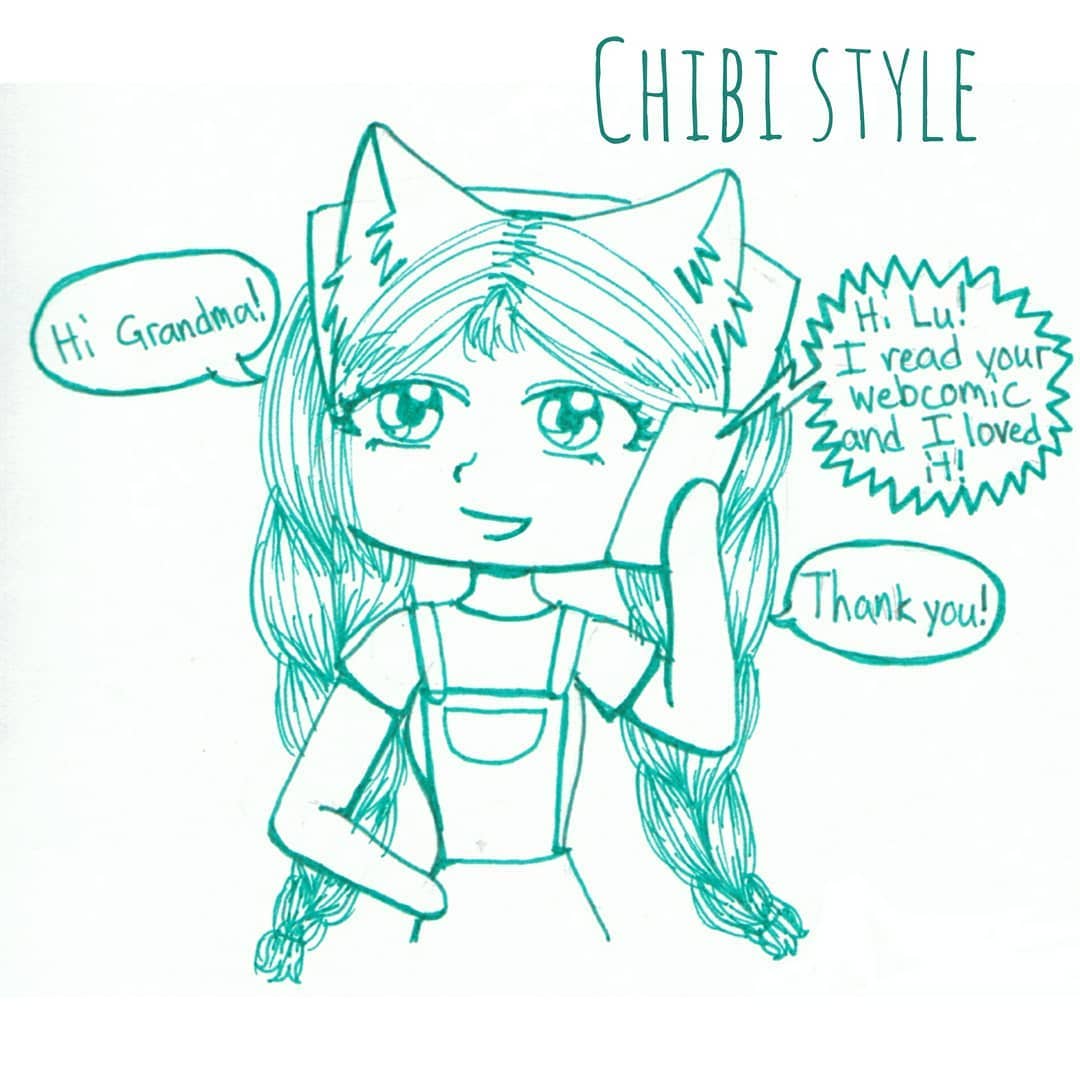 CHIBI STYLE
Hi Grandma!
Hi Lu!
I read your
webcomic
and I loved
it!
Thank you!